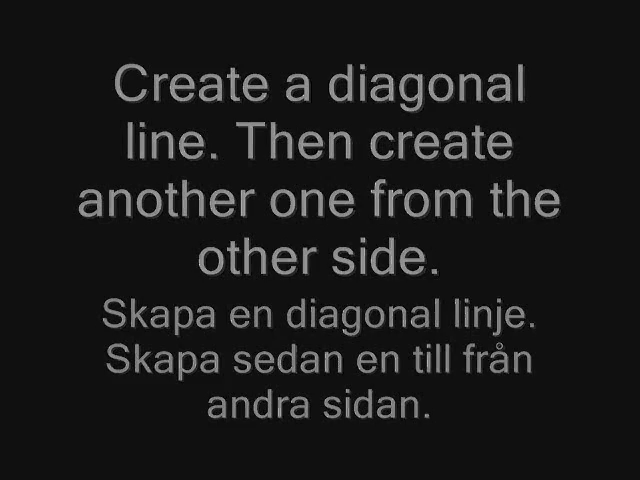 Create a diagonal
line. Then create
another one from the
other side.
Skapa en diagonal linje.
Skapa sedan en till från
andra sidan.